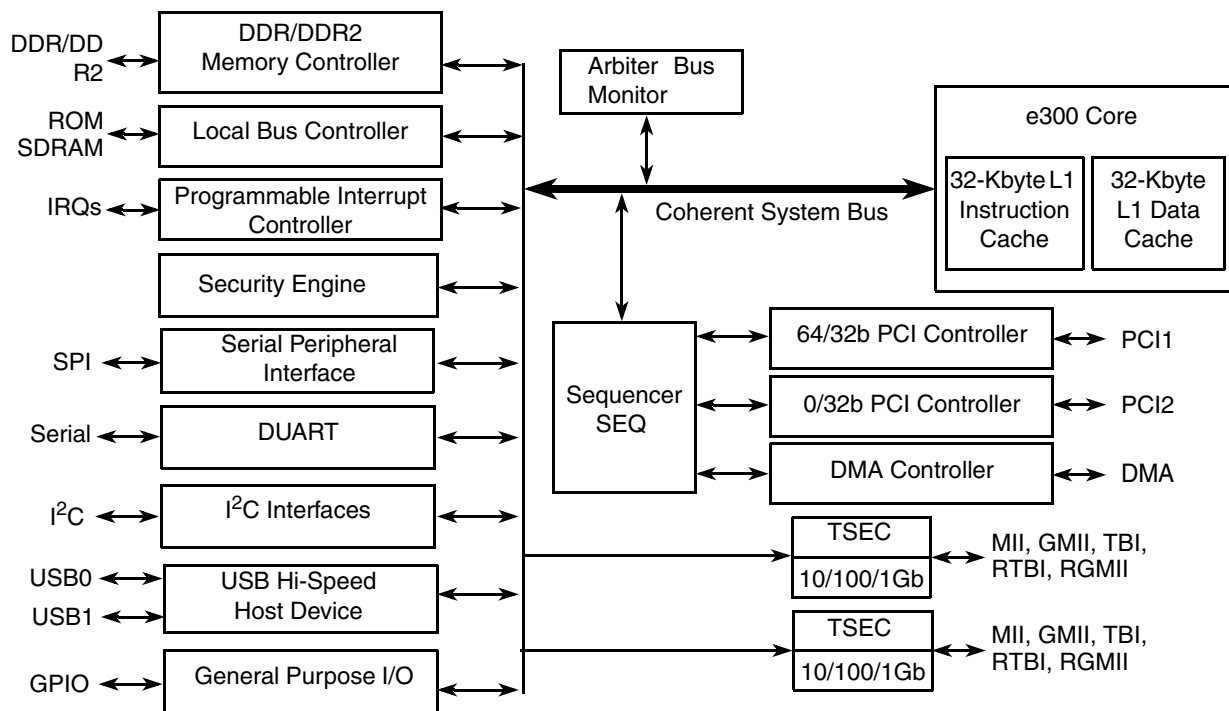 DDR/DD
R2
DDR/DDR2
Memory Controller
ROM
SDRAM
Local Bus Controller
IRQs
Programmable Interrupt
Controller
Security Engine
SPI
Serial Peripheral
Interface
Serial
DUART
I²C
I²C Interfaces
USB0
USB1
USB Hi-Speed
Host Device
GPIO
General Purpose I/O
Arbiter Bus
Monitor
Coherent System Bus
e300 Core
32-Kbyte L1
Instruction
Cache
32-Kbyte
L1 Data
Cache
Sequencer
SEQ
64/32b PCI Controller
PCI1
0/32b PCI Controller
PCI2
DMA Controller
DMA
TSEC
10/100/1Gb
MII, GMII, TBI,
RTBI, RGMII
TSEC
10/100/1Gb
MII, GMII, TBI,
RTBI, RGMII